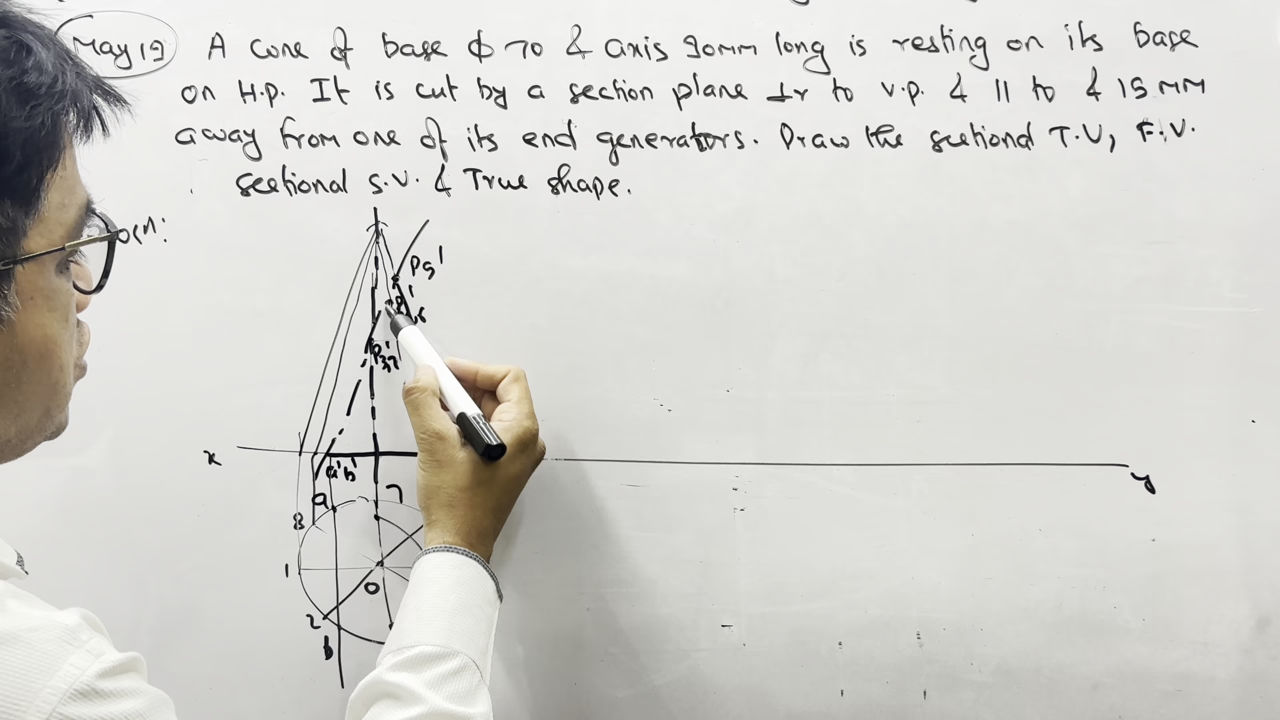 May 19 A cone of base ϕ 70 & axis 90mm long is resting on its base
on H.P. It is cut by a section plane ⊥r to V.P. & || to & 15 MM
away from one of its end generators. Draw the sectional T.V, F.V.
sectional S.V. & True shape.
P5'
P37'
x
y
a' b'
a
7
8
1
o
2
b